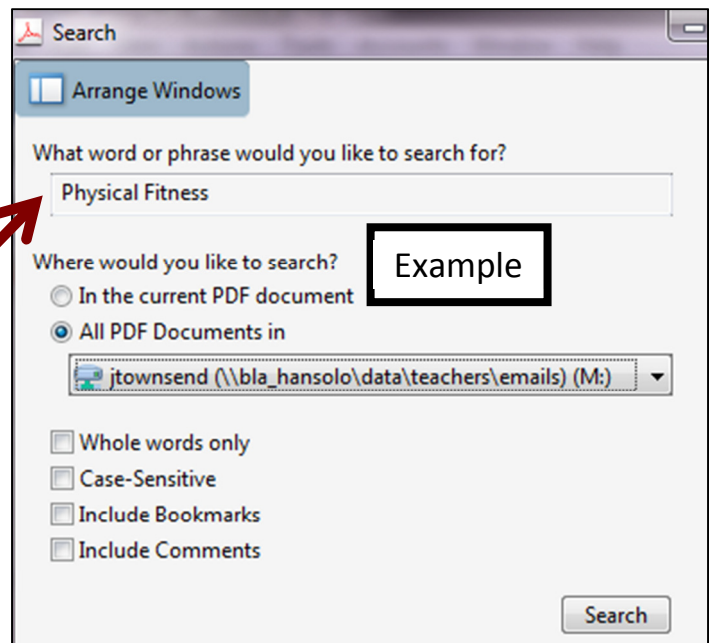 Search
Arrange Windows
What word or phrase would you like to search for?
Physical Fitness
Where would you like to search?
Example
In the current PDF document
All PDF Documents in
jtownsend (\\bla_hansolo\data\teachers\emails) (M:)
Whole words only
Case-Sensitive
Include Bookmarks
Include Comments
Search